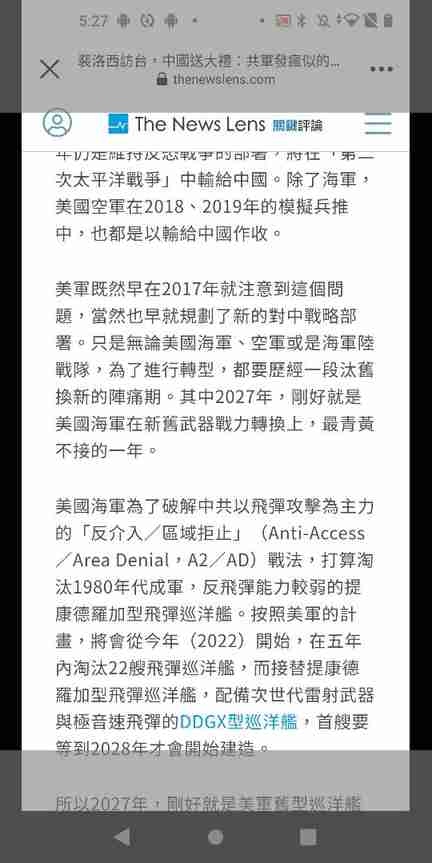 5:27
裴洛西訪台，中國送大禮：共軍發瘋似的...
thenewslens.com
The News Lens 關鍵評論
年仍是維持反恐戰爭的部署，將在「第二
次太平洋戰爭」中輸給中國。除了海軍，
美國空軍在2018、2019年的模擬兵推
中，也都是以輸給中國作收。
美軍既然早在2017年就注意到這個問
題，當然也早就規劃了新的對中戰略部
署。只是無論美國海軍、空軍或是海軍陸
戰隊，為了進行轉型，都要歷經一段汰舊
換新的陣痛期。其中2027年，剛好就是
美國海軍在新舊武器戰力轉換上，最青黃
不接的一年。
美國海軍為了破解中共以飛彈攻擊為主力
的「反介入／區域拒止」（Anti-Access
／Area Denial，A2／AD）戰法，打算淘
汰1980年代成軍，反飛彈能力較弱的提
康德羅加型飛彈巡洋艦。按照美軍的計
畫，將會從今年（2022）開始，在五年
內淘汰22艘飛彈巡洋艦，而接替提康德
羅加型飛彈巡洋艦，配備次世代雷射武器
與極音速飛彈的DDGX型巡洋艦，首艘要
等到2028年才會開始建造。
所以2027年，剛好就是美軍舊型巡洋艦